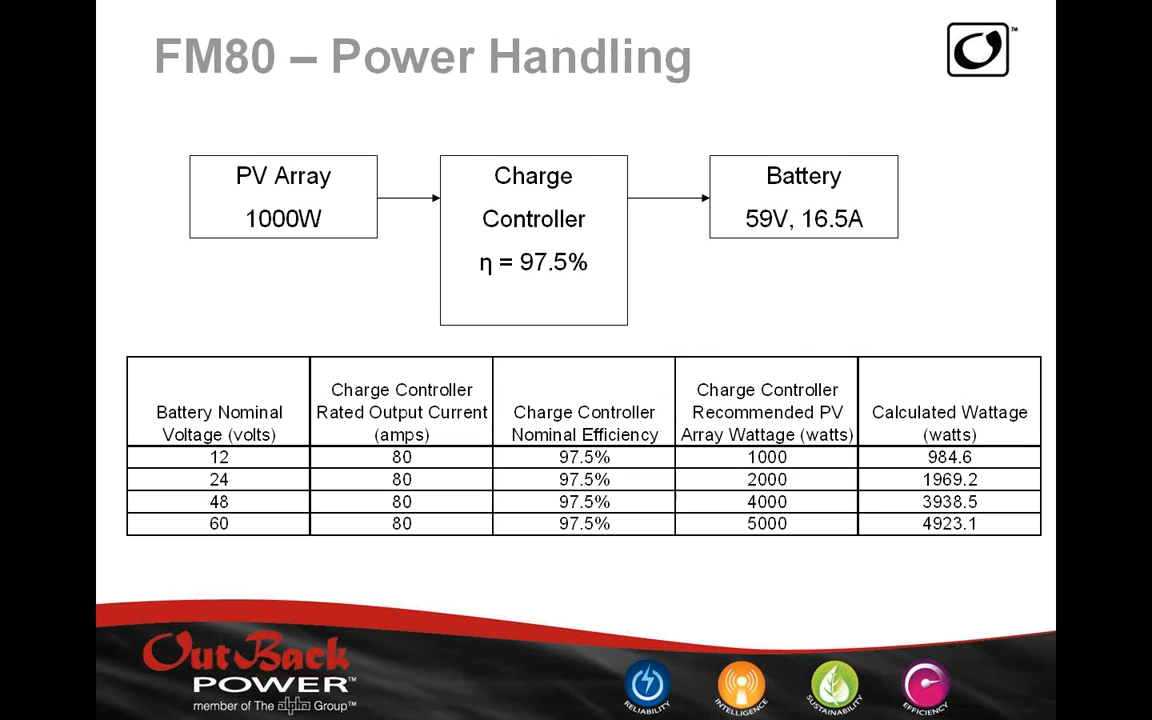 FM80 – Power Handling
™
PV Array
1000W
Charge
Controller
η = 97.5%
Battery
59V, 16.5A
Battery Nominal
Voltage (volts)
Charge Controller
Rated Output Current
(amps)
Charge Controller
Nominal Efficiency
Charge Controller
Recommended PV
Array Wattage (watts)
Calculated Wattage
(watts)
12 80 97.5% 1000 984.6
24 80 97.5% 2000 1969.2
48 80 97.5% 4000 3938.5
60 80 97.5% 5000 4923.1
OutBack
POWER™
member of The alpha Group™
RELIABILITY
INTELLIGENCE
SUSTAINABILITY
EFFICIENCY